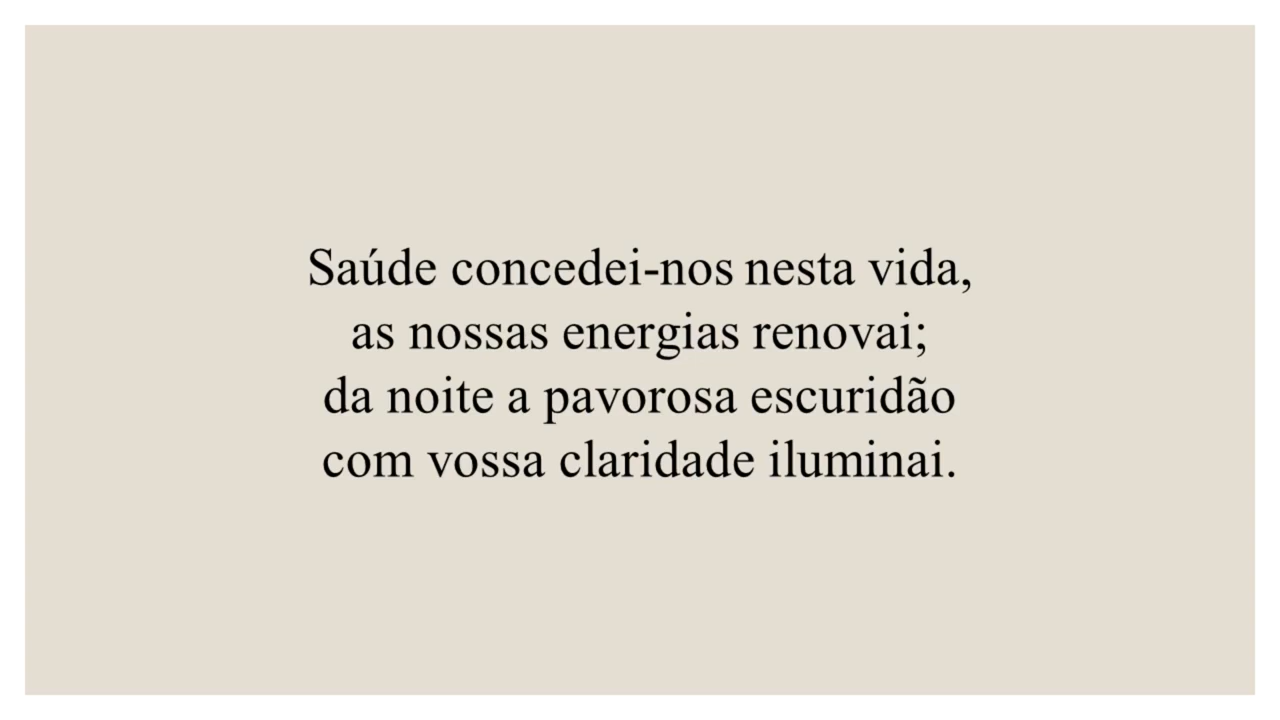 Saúde concedei-nos nesta vida,
as nossas energias renovai;
da noite a pavorosa escuridão
com vossa claridade iluminai.